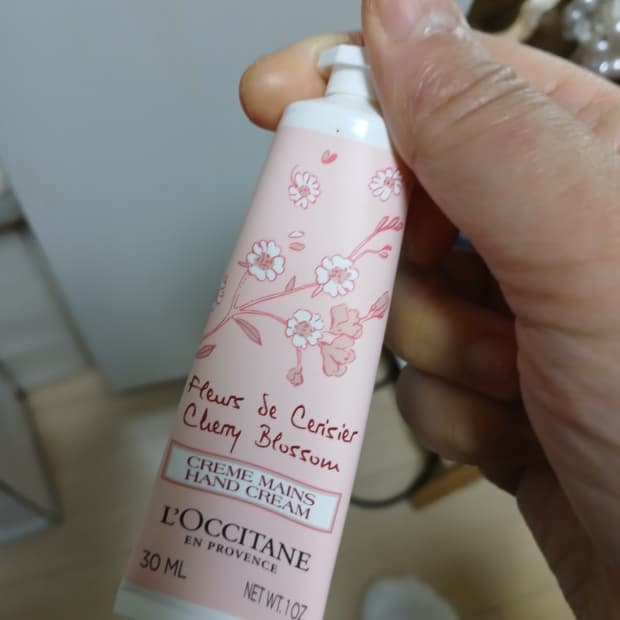 Fleurs de Cerisier
Cherry Blossom
CREME MAINS
HAND CREAM
L'OCCITANE
EN PROVENCE
30 ML
NET WT. 1 OZ